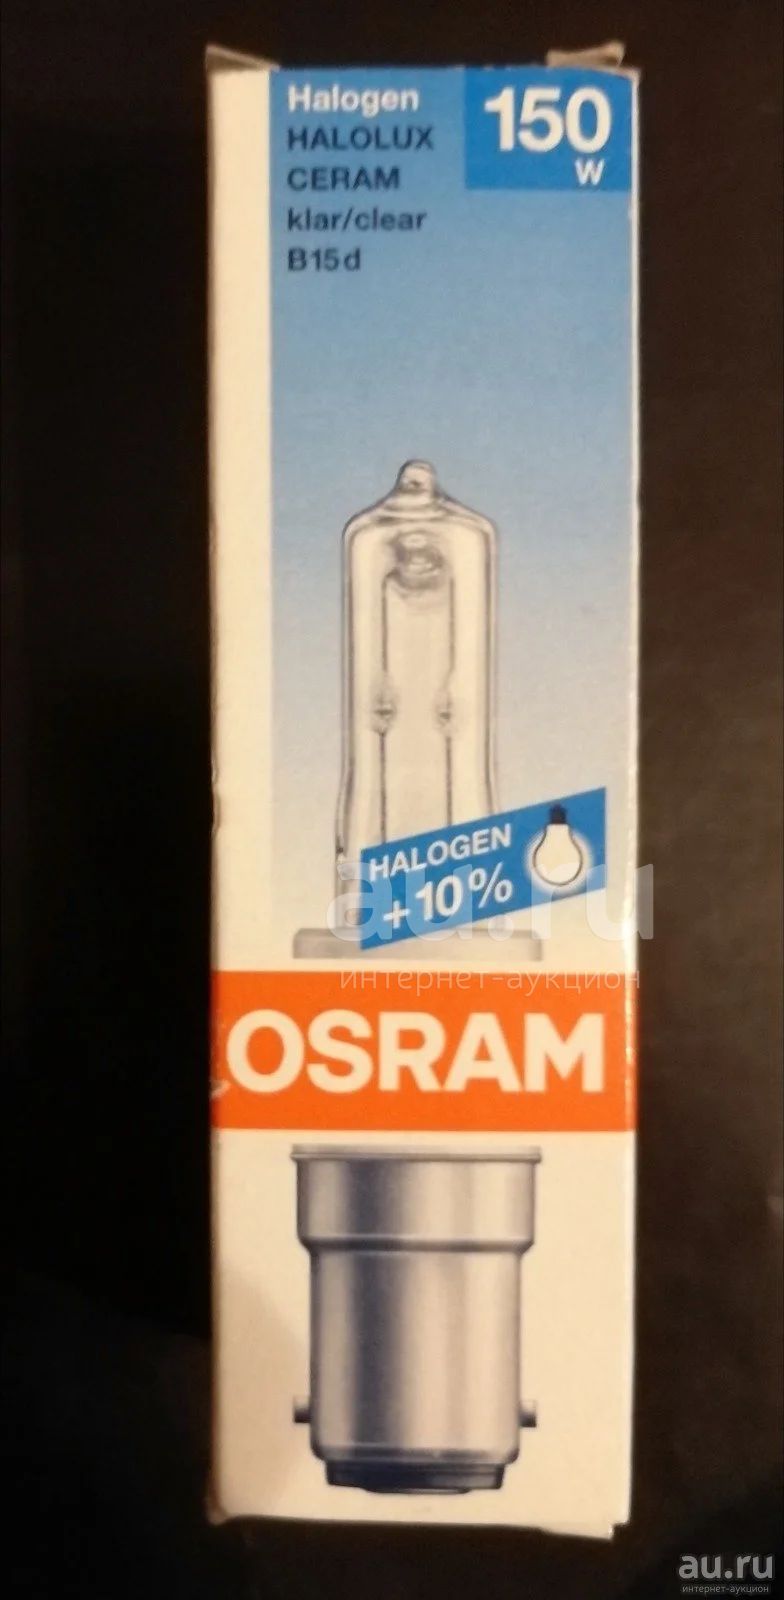 Halogen
HALOLUX
CERAM
klar/clear
B15d
150
W
HALOGEN
+10%
au.ru
интернет-аукцион
OSRAM
au.ru
интернет-аукцион